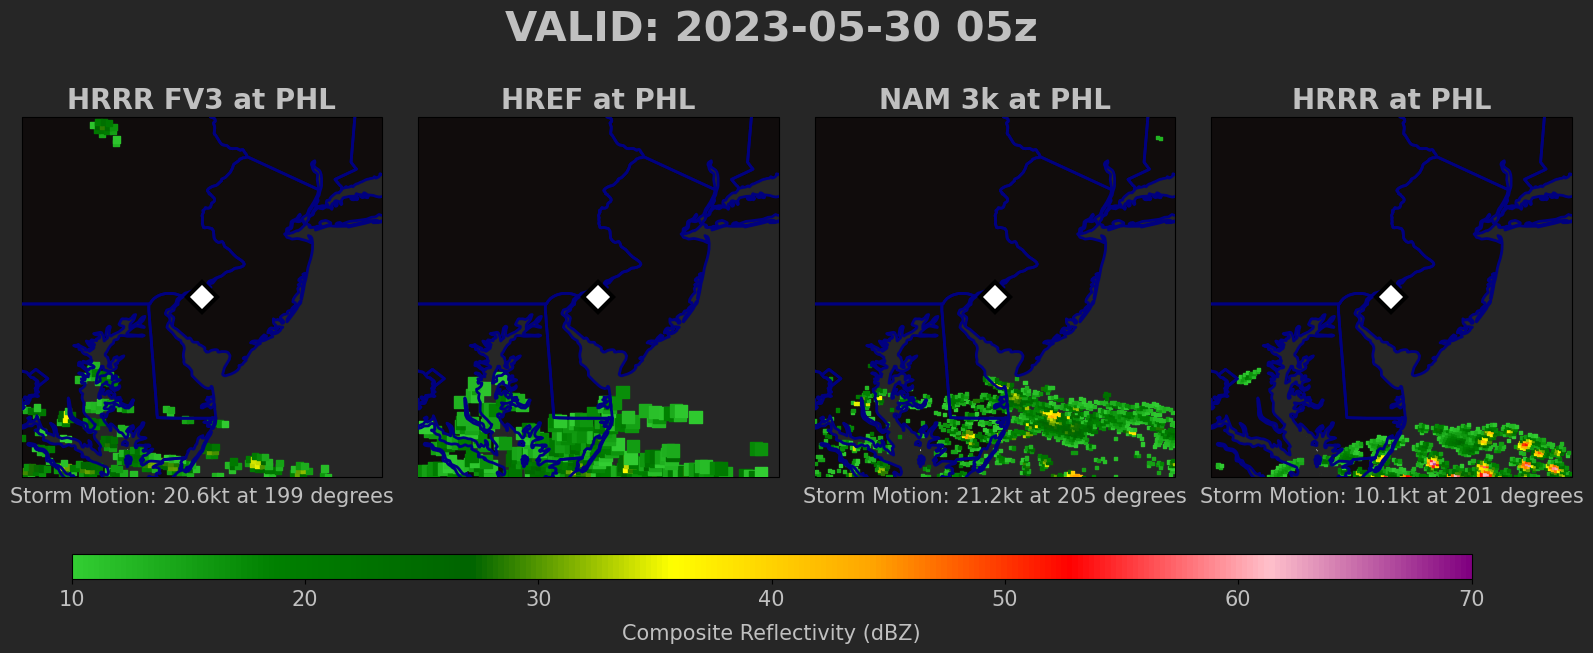 VALID: 2023-05-30 05z
HRRR FV3 at PHL
HREF at PHL
NAM 3k at PHL
HRRR at PHL
Storm Motion: 20.6kt at 199 degrees
Storm Motion: 21.2kt at 205 degrees
Storm Motion: 10.1kt at 201 degrees
10 20 30 40 50 60 70
Composite Reflectivity (dBZ)